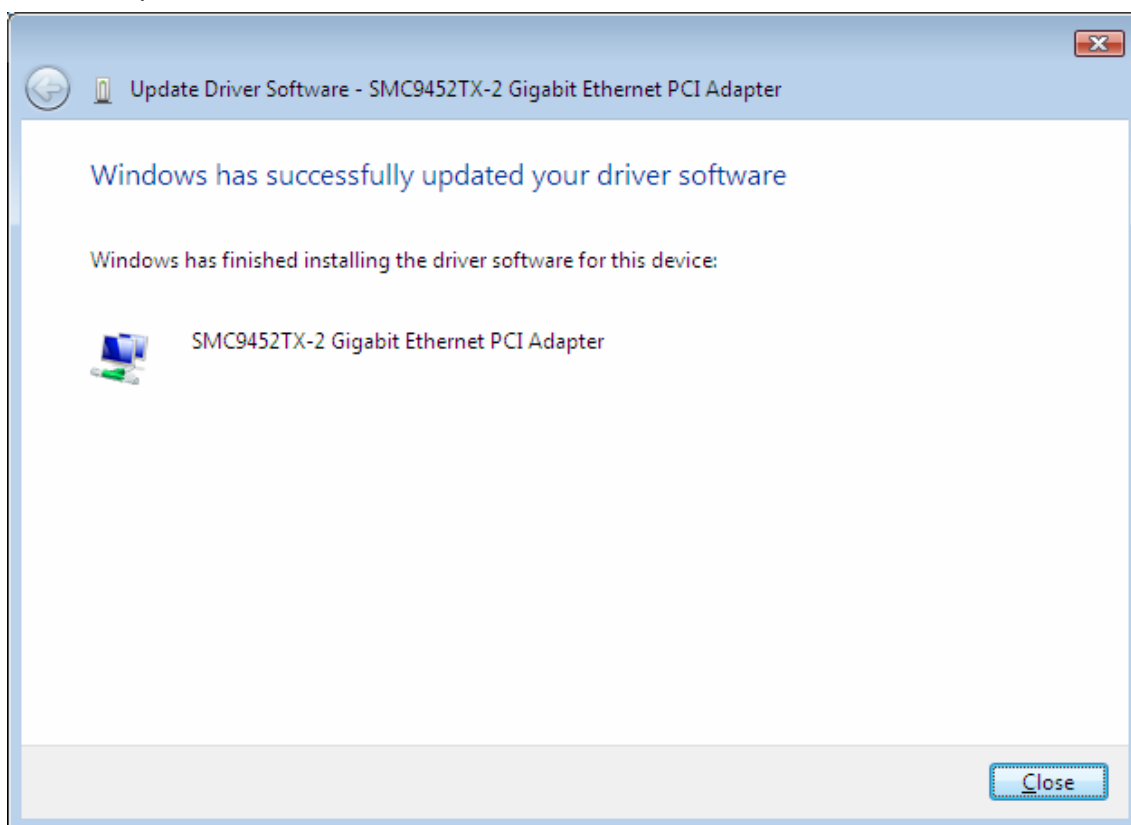 Update Driver Software - SMC9452TX-2 Gigabit Ethernet PCI Adapter
Windows has successfully updated your driver software
Windows has finished installing the driver software for this device:
SMC9452TX-2 Gigabit Ethernet PCI Adapter
Close